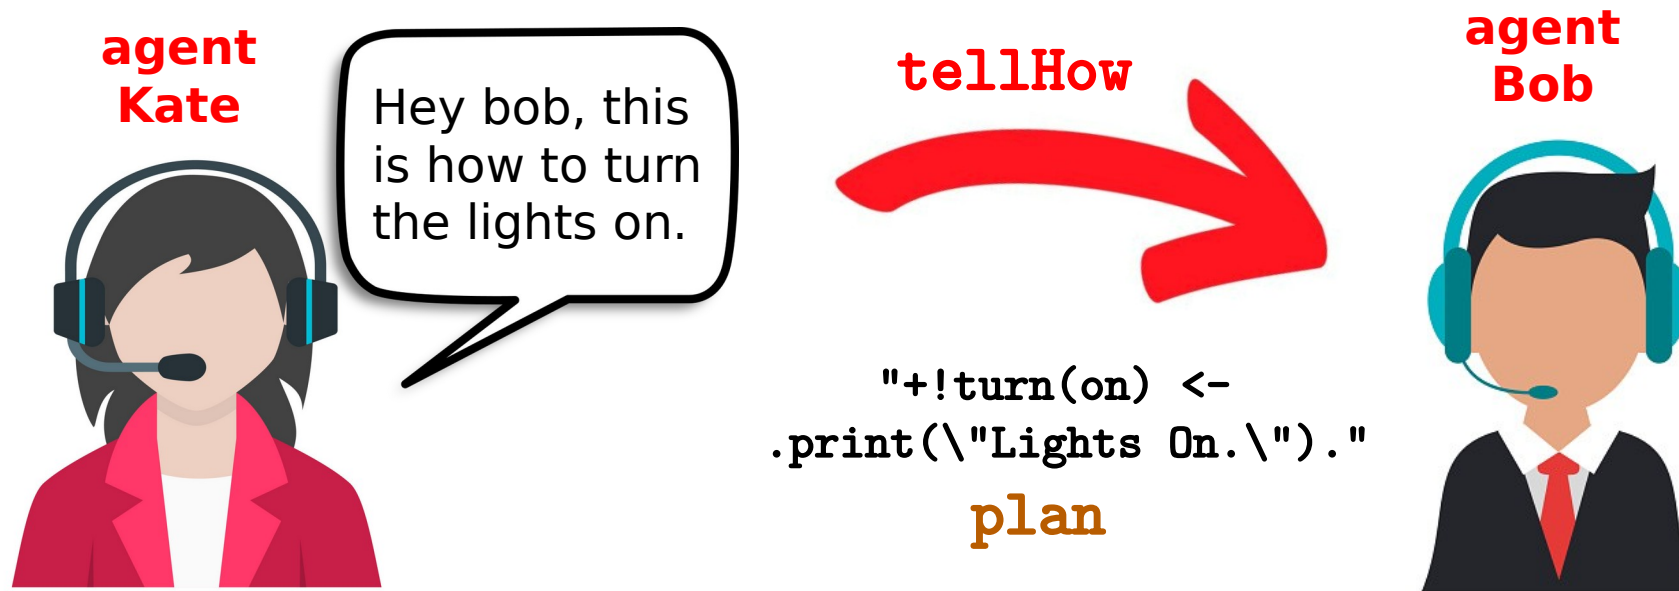 agent
Kate
Hey bob, this
is how to turn
the lights on.
tellHow
agent
Bob
"+!turn(on) <-
.print(\"Lights On.\")."
plan